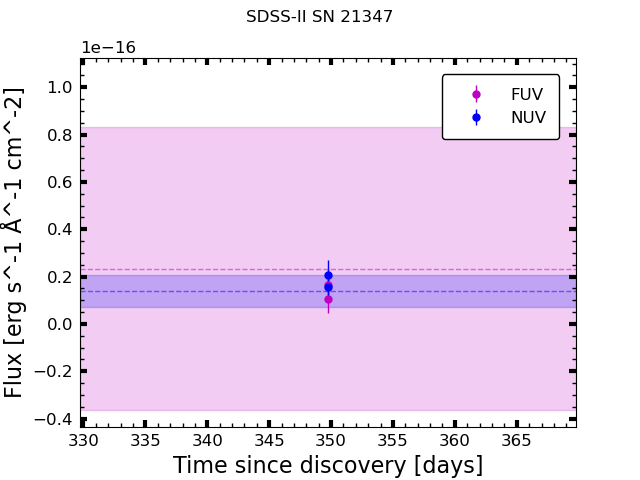 SDSS-II SN 21347
1e−16
FUV
NUV
1.0
0.8
0.6
0.4
0.2
0.0
−0.2
−0.4
Flux [erg s^-1 Å^-1 cm^-2]
330 335 340 345 350 355 360 365
Time since discovery [days]